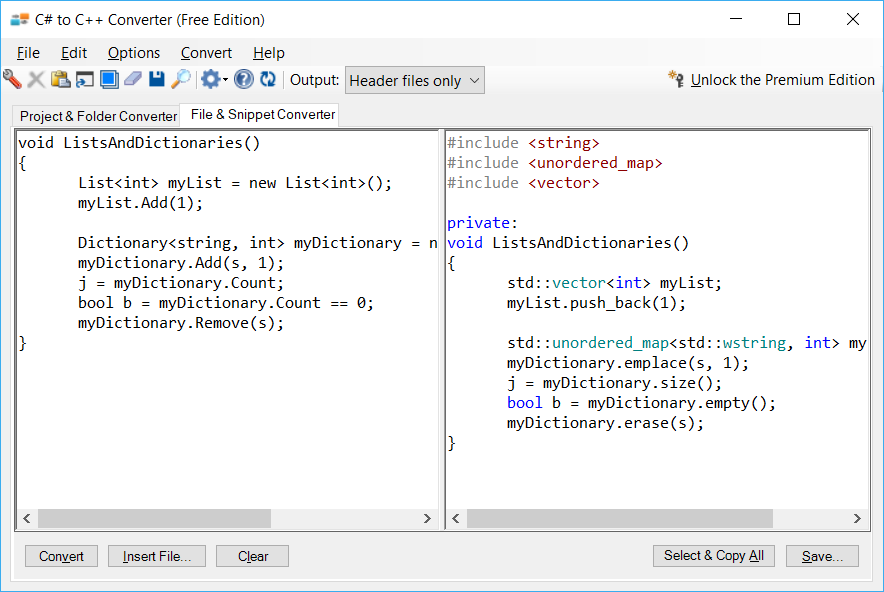 C# to C++ Converter (Free Edition)
File Edit Options Convert Help
Output: Header files only Unlock the Premium Edition
Project & Folder Converter File & Snippet Converter
void ListsAndDictionaries()
{
List<int> myList = new List<int>();
myList.Add(1);
Dictionary<string, int> myDictionary = n
myDictionary.Add(s, 1);
j = myDictionary.Count;
bool b = myDictionary.Count == 0;
myDictionary.Remove(s);
}
#include <string>
#include <unordered_map>
#include <vector>
private:
void ListsAndDictionaries()
{
std::vector<int> myList;
myList.push_back(1);
std::unordered_map<std::wstring, int> my
myDictionary.emplace(s, 1);
j = myDictionary.size();
bool b = myDictionary.empty();
myDictionary.erase(s);
}
Convert Insert File... Clear Select & Copy All Save...